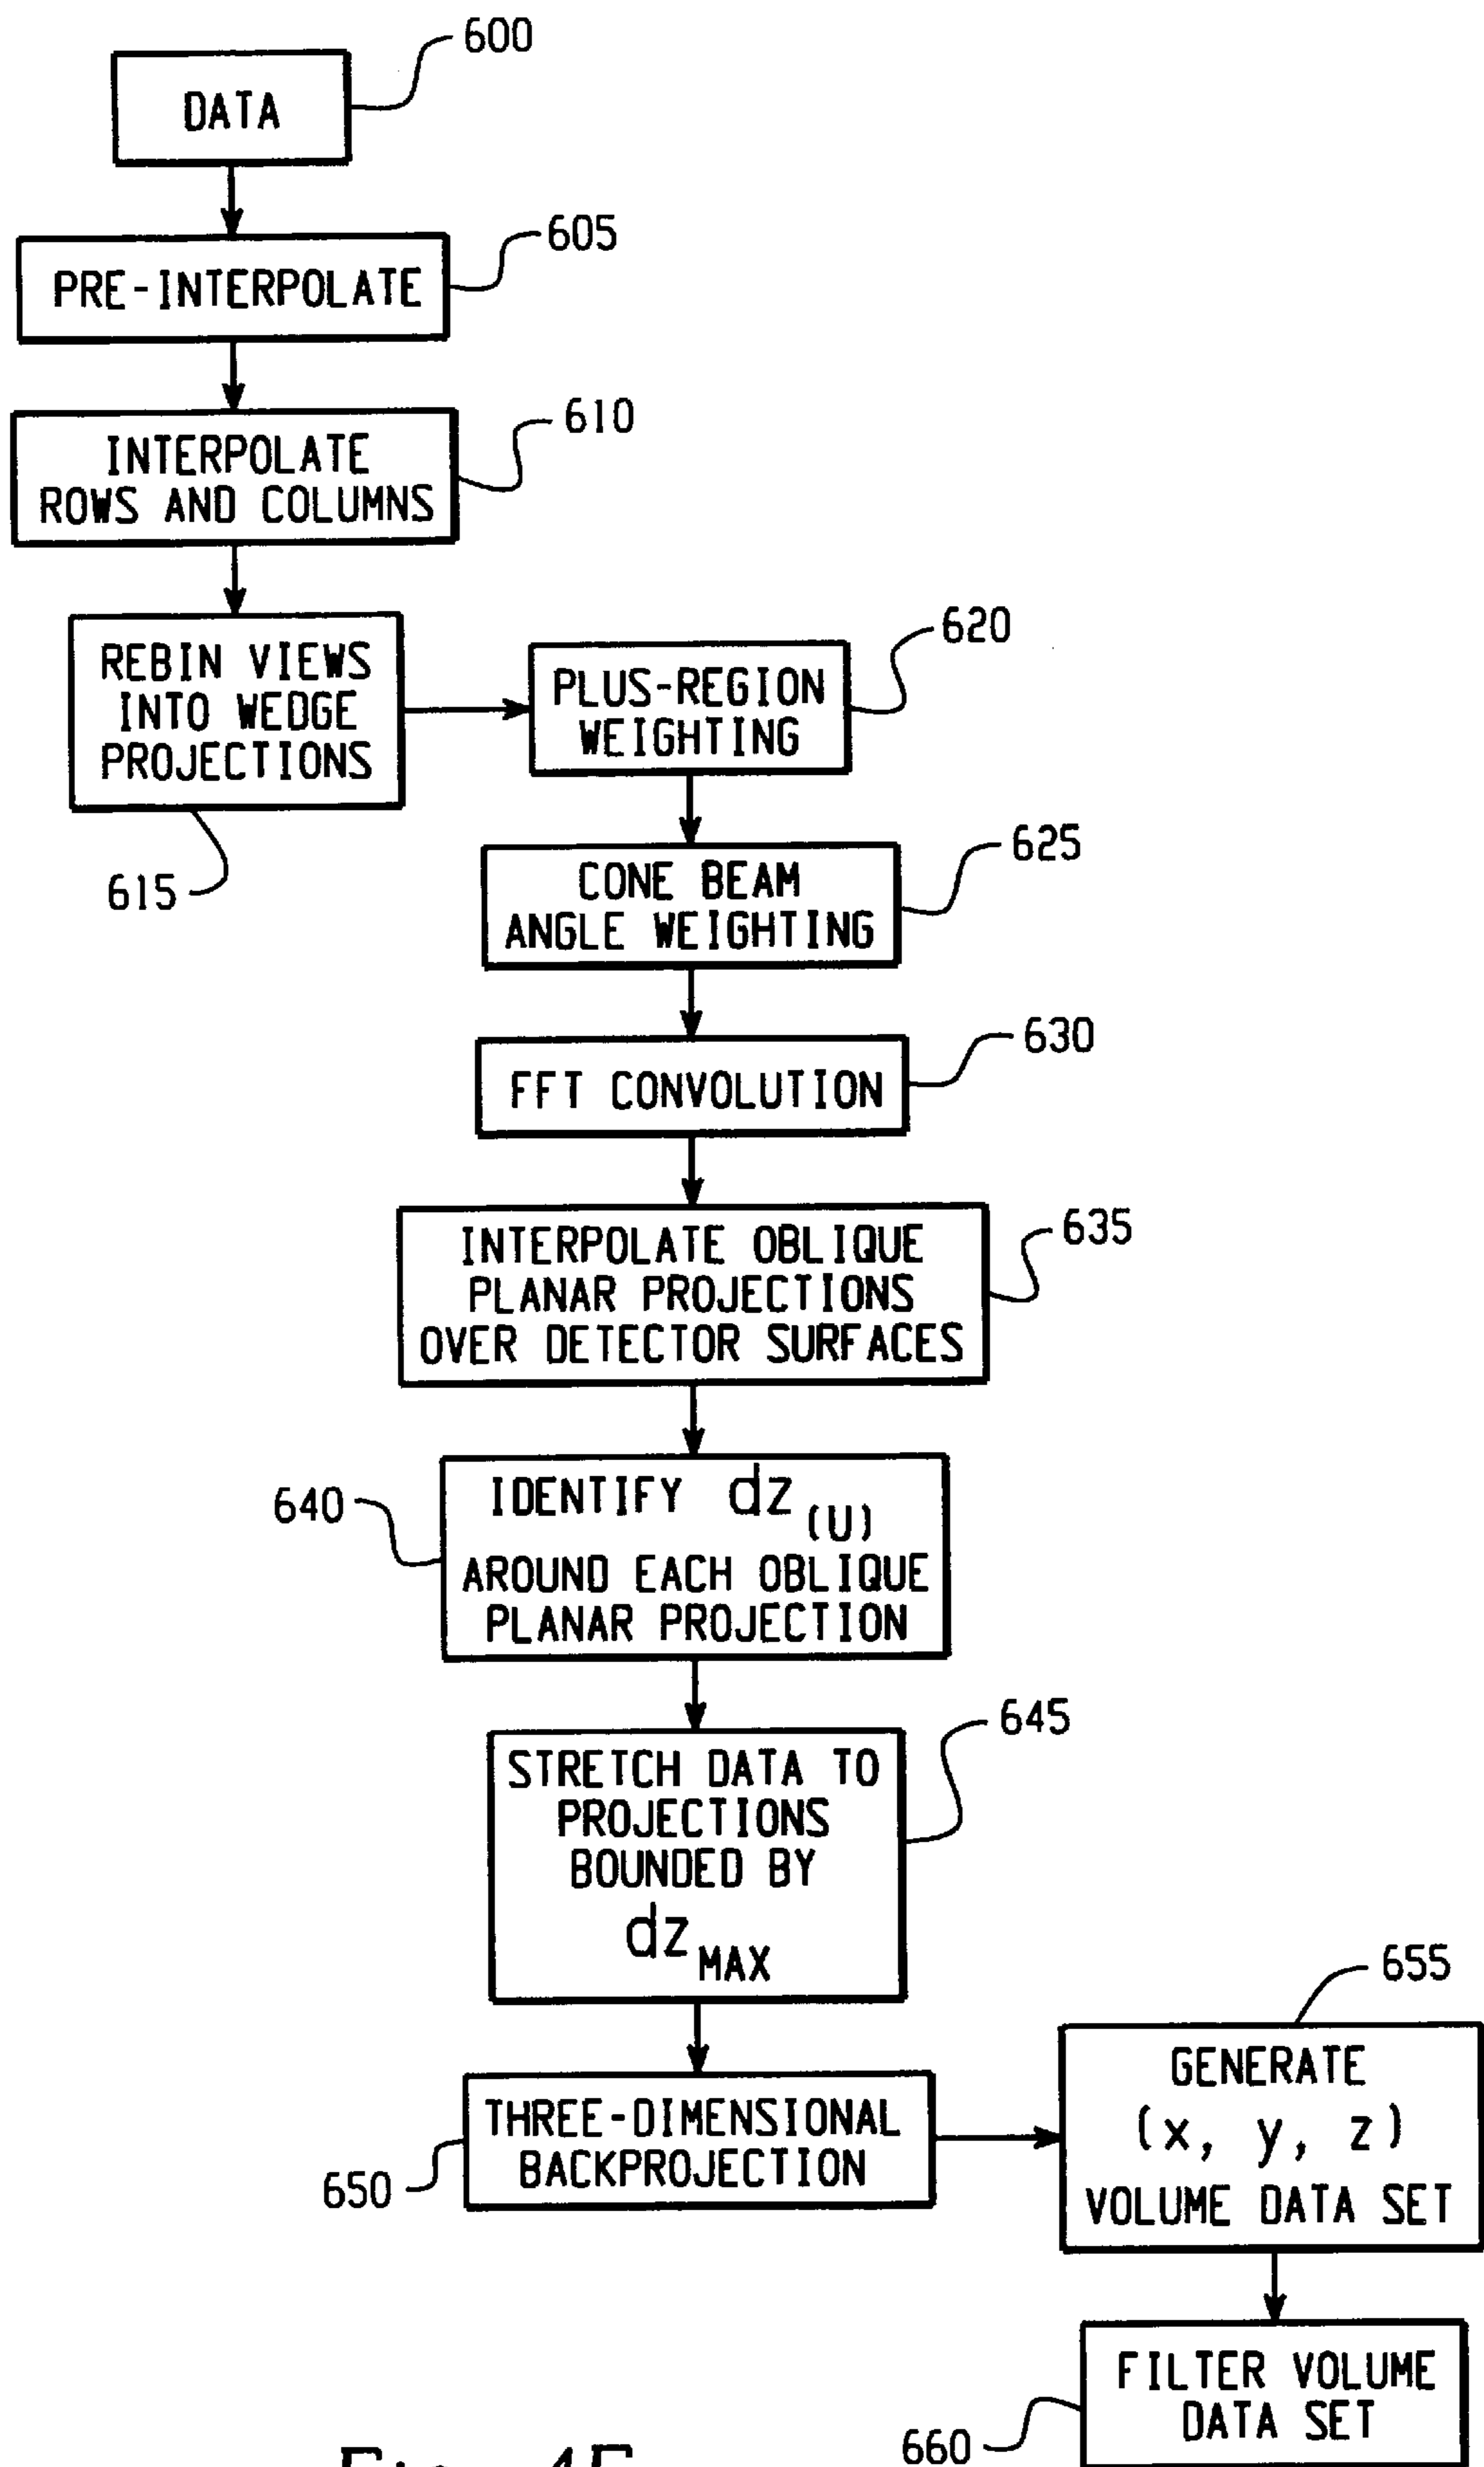 600
DATA
605
PRE-INTERPOLATE
610
INTERPOLATE
ROWS AND COLUMNS
REBIN VIEWS
INTO WEDGE
PROJECTIONS
615
620
PLUS-REGION
WEIGHTING
625
CONE BEAM
ANGLE WEIGHTING
630
FFT CONVOLUTION
635
INTERPOLATE OBLIQUE
PLANAR PROJECTIONS
OVER DETECTOR SURFACES
640
IDENTIFY dz (U)
AROUND EACH OBLIQUE
PLANAR PROJECTION
645
STRETCH DATA TO
PROJECTIONS
BOUNDED BY
dz MAX
650
THREE-DIMENSIONAL
BACKPROJECTION
655
GENERATE
(x, y, z)
VOLUME DATA SET
FILTER VOLUME
DATA SET
660